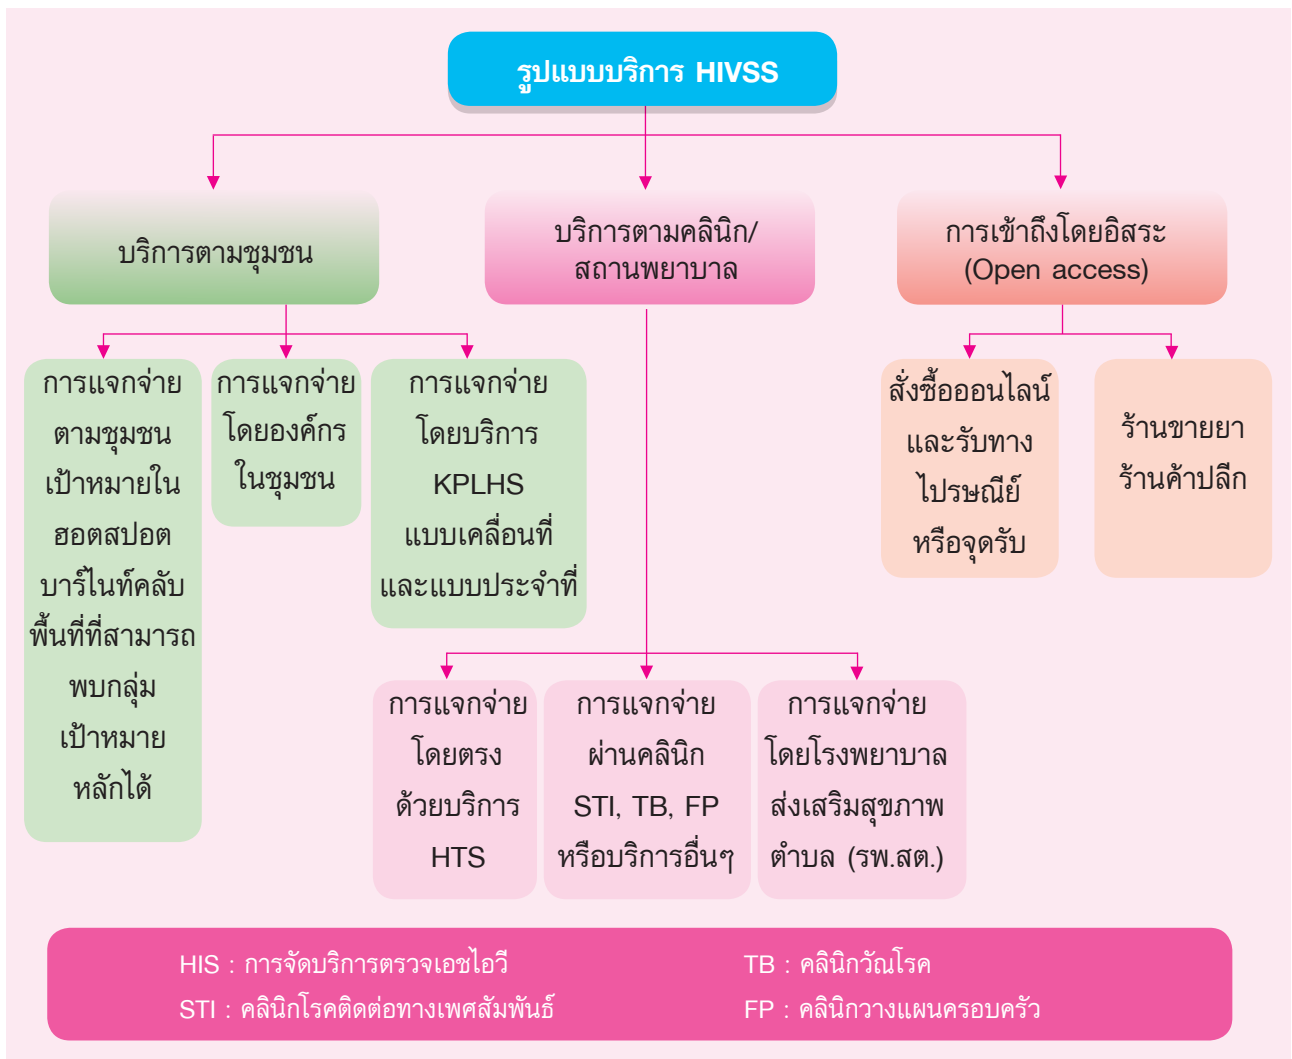 รูปแบบบริการ HIVSS
บริการตามชุมชน
บริการตามคลินิก/
สถานพยาบาล
การเข้าถึงโดยอิสระ
(Open access)
การแจกจ่าย
ตามชุมชน
เป้าหมายใน
ฮอตสปอต
บาร์ไนท์คลับ
พื้นที่ที่สามารถ
พบกลุ่ม
เป้าหมาย
หลักได้
การแจกจ่าย
โดยองค์กร
ในชุมชน
การแจกจ่าย
โดยบริการ
KPLHS
แบบเคลื่อนที่
และแบบประจำที่
สั่งซื้อออนไลน์
และรับทาง
ไปรษณีย์
หรือจุดรับ
ร้านขายยา
ร้านค้าปลีก
การแจกจ่าย
โดยตรง
ด้วยบริการ
HTS
การแจกจ่าย
ผ่านคลินิก
STI, TB, FP
หรือบริการอื่นๆ
การแจกจ่าย
โดยโรงพยาบาล
ส่งเสริมสุขภาพ
ตำบล (รพ.สต.)
HIS : การจัดบริการตรวจเอชไอวี
STI : คลินิกโรคติดต่อทางเพศสัมพันธ์
TB : คลินิกวัณโรค
FP : คลินิกวางแผนครอบครัว